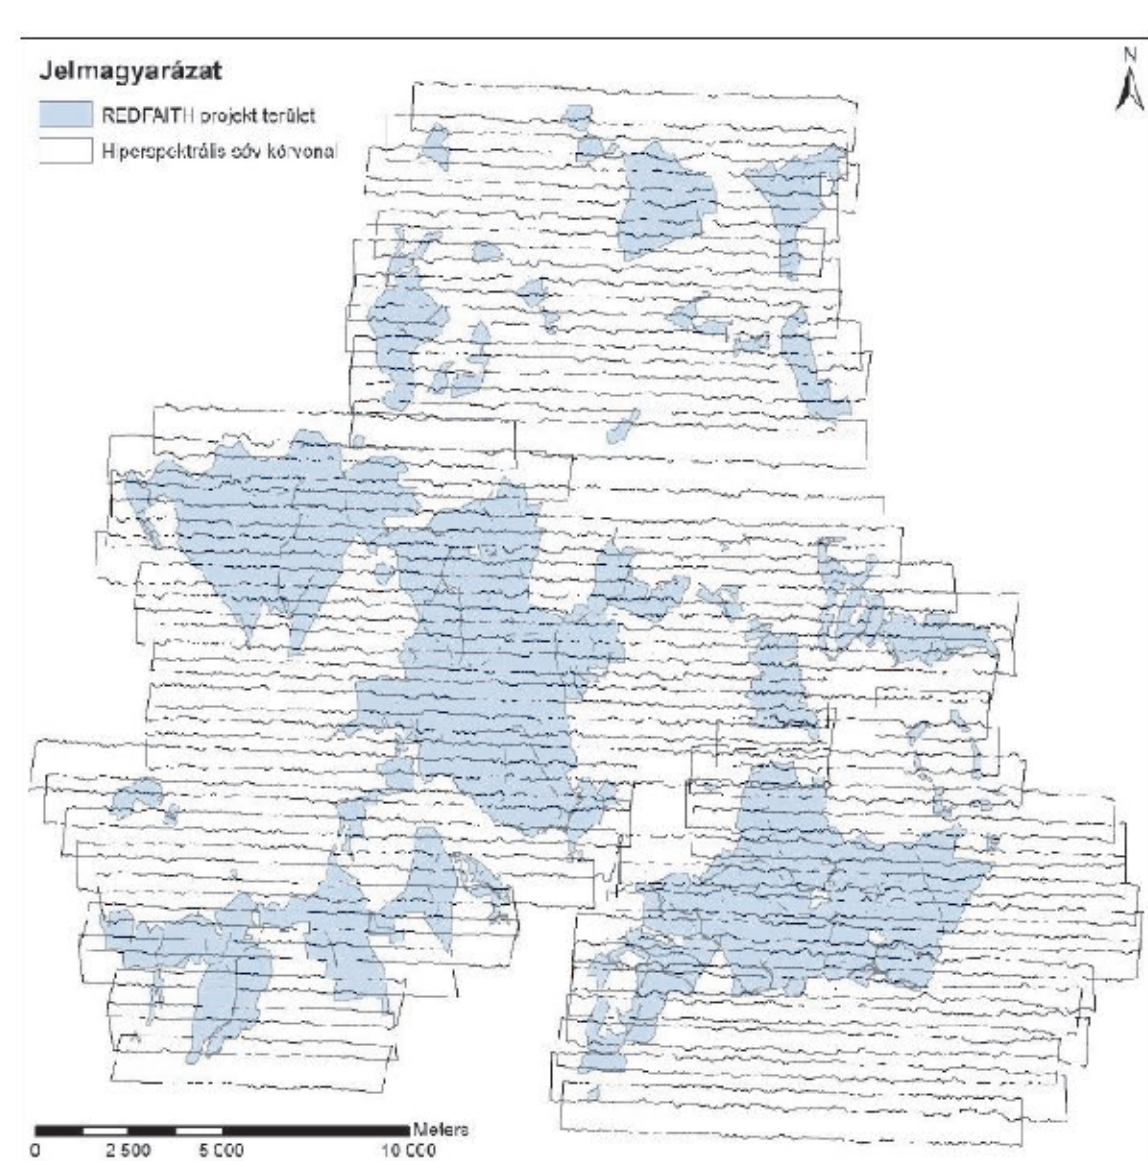 Jelmagyarázat
REDFAITH projekt terület
Hiperspektrális sáv körvonal
N
Meters
0 2 500 5 000 10 000